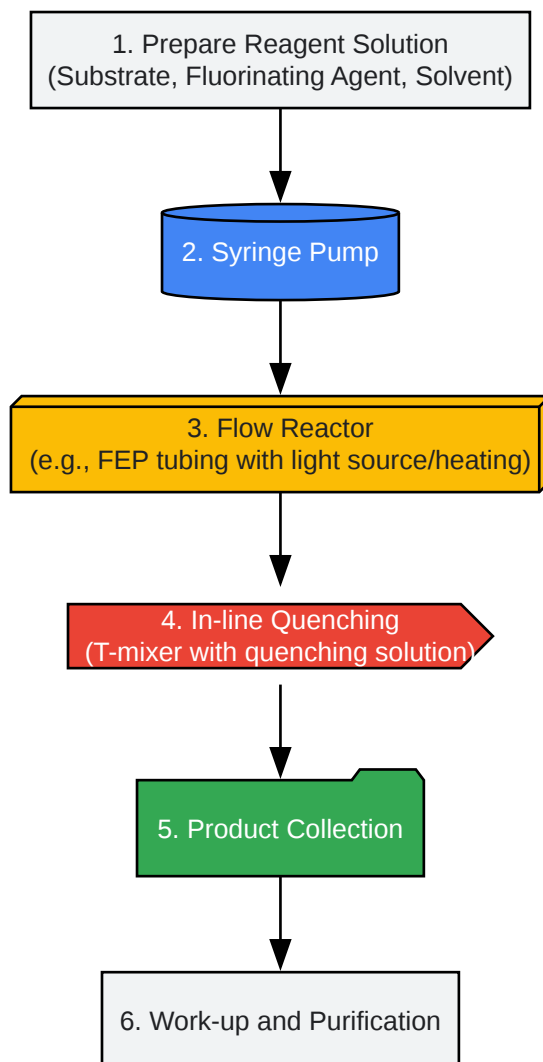 1. Prepare Reagent Solution
(Substrate, Fluorinating Agent, Solvent)
2. Syringe Pump
3. Flow Reactor
(e.g., FEP tubing with light source/heating)
4. In-line Quenching
(T-mixer with quenching solution)
5. Product Collection
6. Work-up and Purification